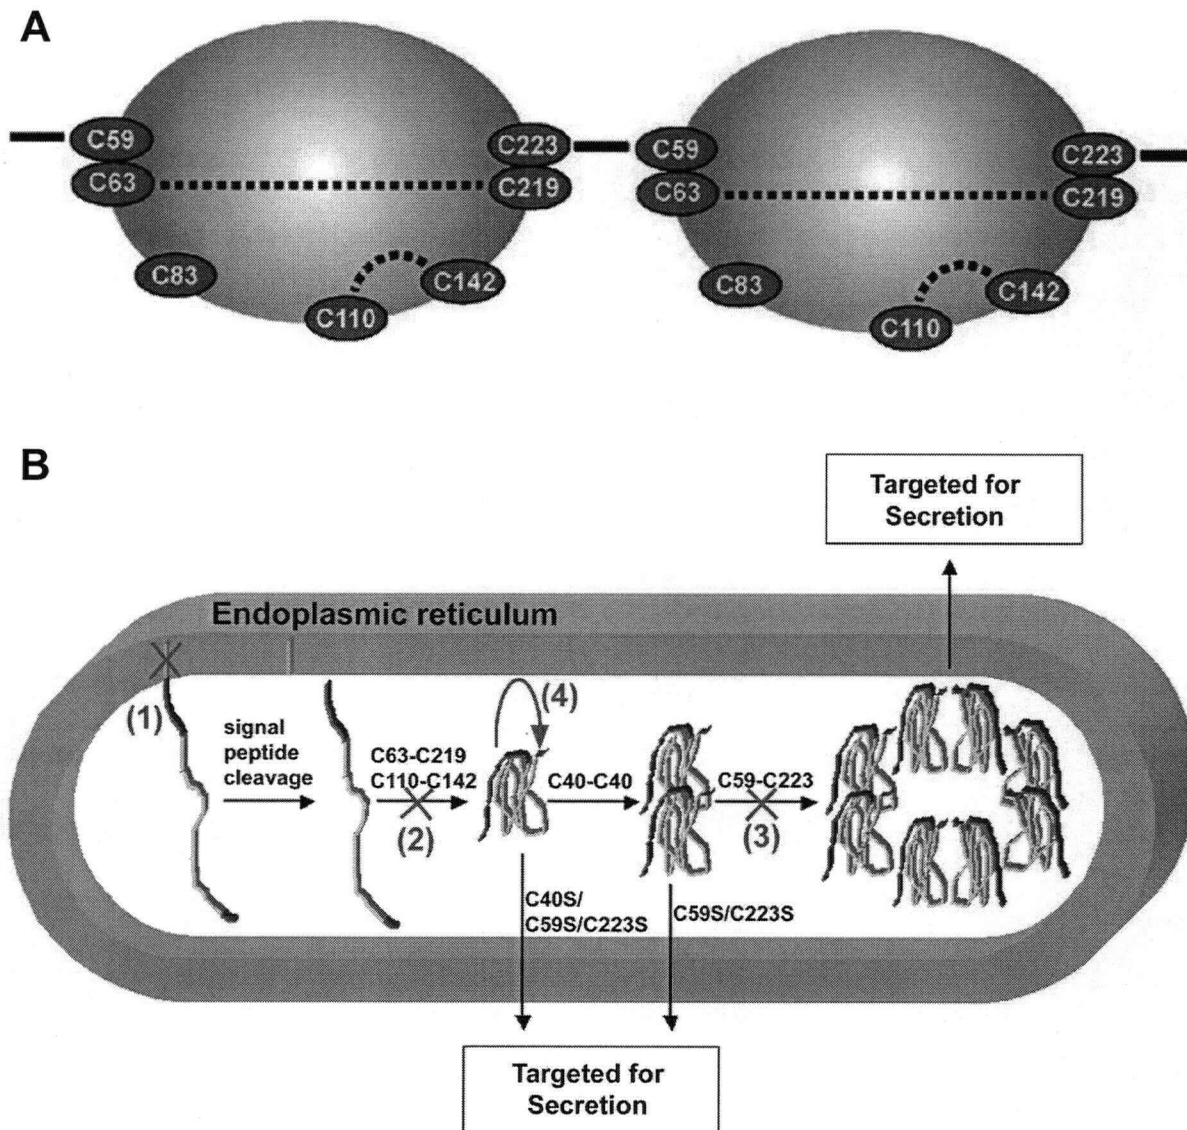 A
C59
C63
C83
C110
C142
C219
C223
C59
C63
C83
C110
C142
C219
C223
B
Targeted for
Secretion
Endoplasmic reticulum
(1)
signal
peptide
cleavage
C63-C219
C110-C142
(2)
(4)
C40-C40
C59-C223
(3)
C40S/
C59S/C223S
C59S/C223S
Targeted for
Secretion